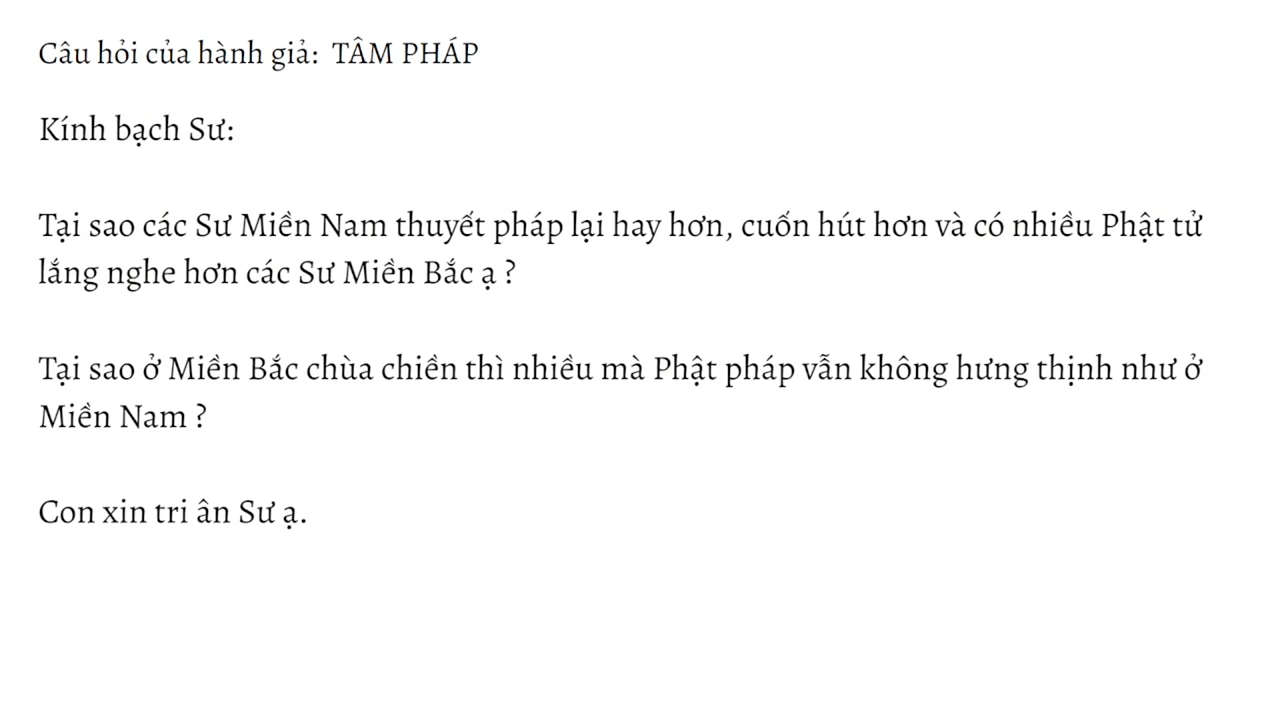 Câu hỏi của hành giả: TÂM PHÁP
Kính bạch Sư:
Tại sao các Sư Miền Nam thuyết pháp lại hay hơn, cuốn hút hơn và có nhiều Phật tử
lắng nghe hơn các Sư Miền Bắc ạ ?
Tại sao ở Miền Bắc chùa chiền thì nhiều mà Phật pháp vẫn không hưng thịnh như ở
Miền Nam ?
Con xin tri ân Sư ạ.